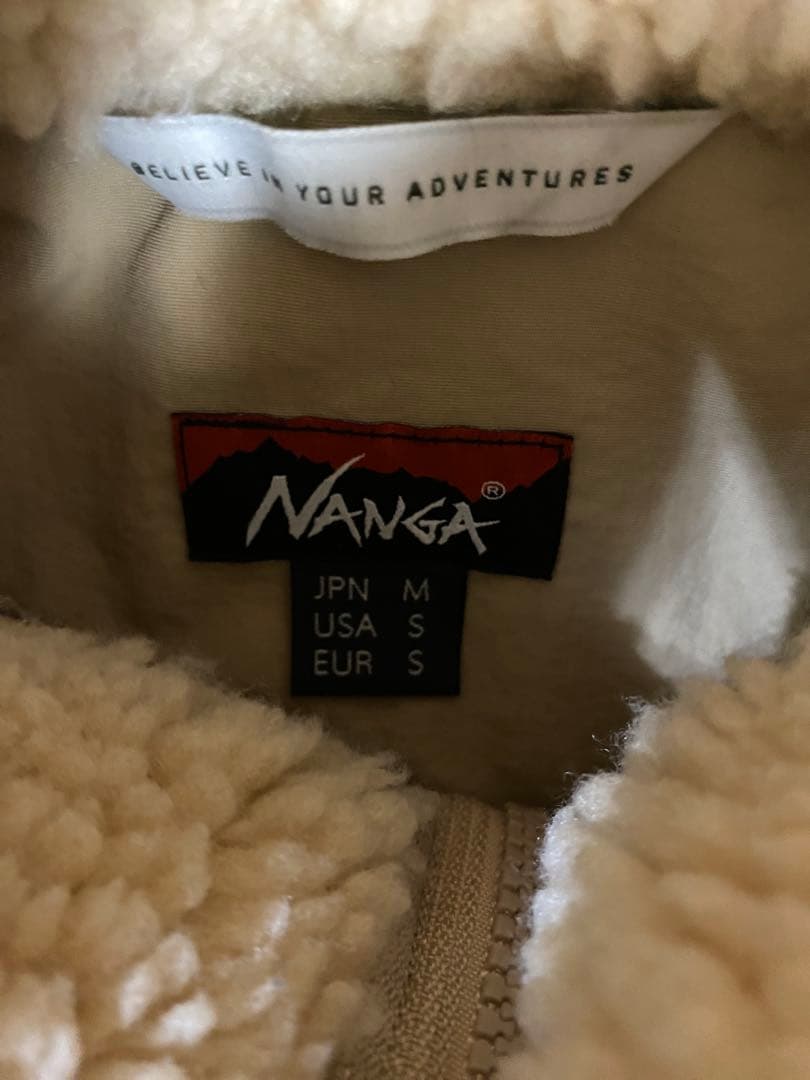 BELIEVE IN YOUR ADVENTURES
NANGA®
JPN M
USA S
EUR S